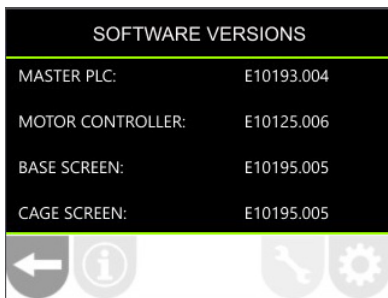 SOFTWARE VERSIONS
MASTER PLC: E10193.004
MOTOR CONTROLLER: E10125.006
BASE SCREEN: E10195.005
CAGE SCREEN: E10195.005